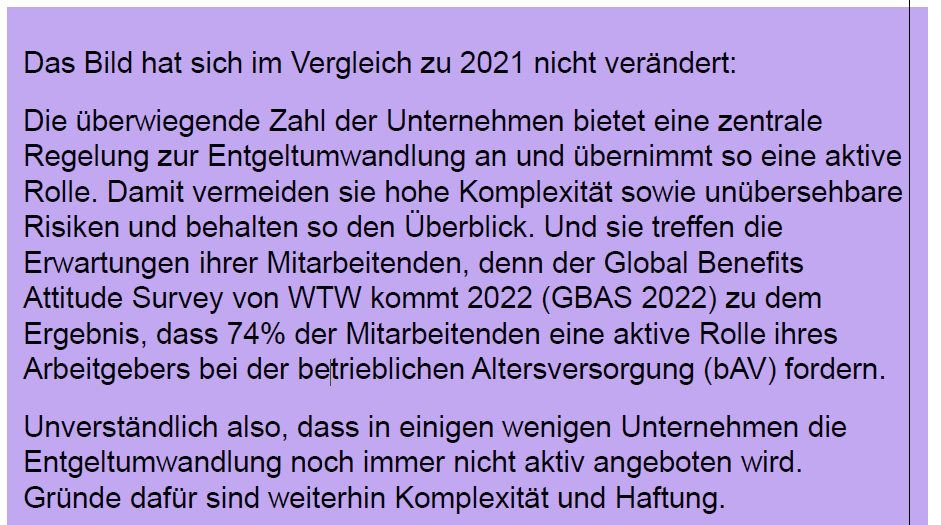 Das Bild hat sich im Vergleich zu 2021 nicht verändert:
Die überwiegende Zahl der Unternehmen bietet eine zentrale
Regelung zur Entgeltumwandlung an und übernimmt so eine aktive
Rolle. Damit vermeiden sie hohe Komplexität sowie unübersehbare
Risiken und behalten so den Überblick. Und sie treffen die
Erwartungen ihrer Mitarbeitenden, denn der Global Benefits
Attitude Survey von WTW kommt 2022 (GBAS 2022) zu dem
Ergebnis, dass 74% der Mitarbeitenden eine aktive Rolle ihres
Arbeitgebers bei der betrieblichen Altersversorgung (bAV) fordern.
Unverständlich also, dass in einigen wenigen Unternehmen die
Entgeltumwandlung noch immer nicht aktiv angeboten wird.
Gründe dafür sind weiterhin Komplexität und Haftung.